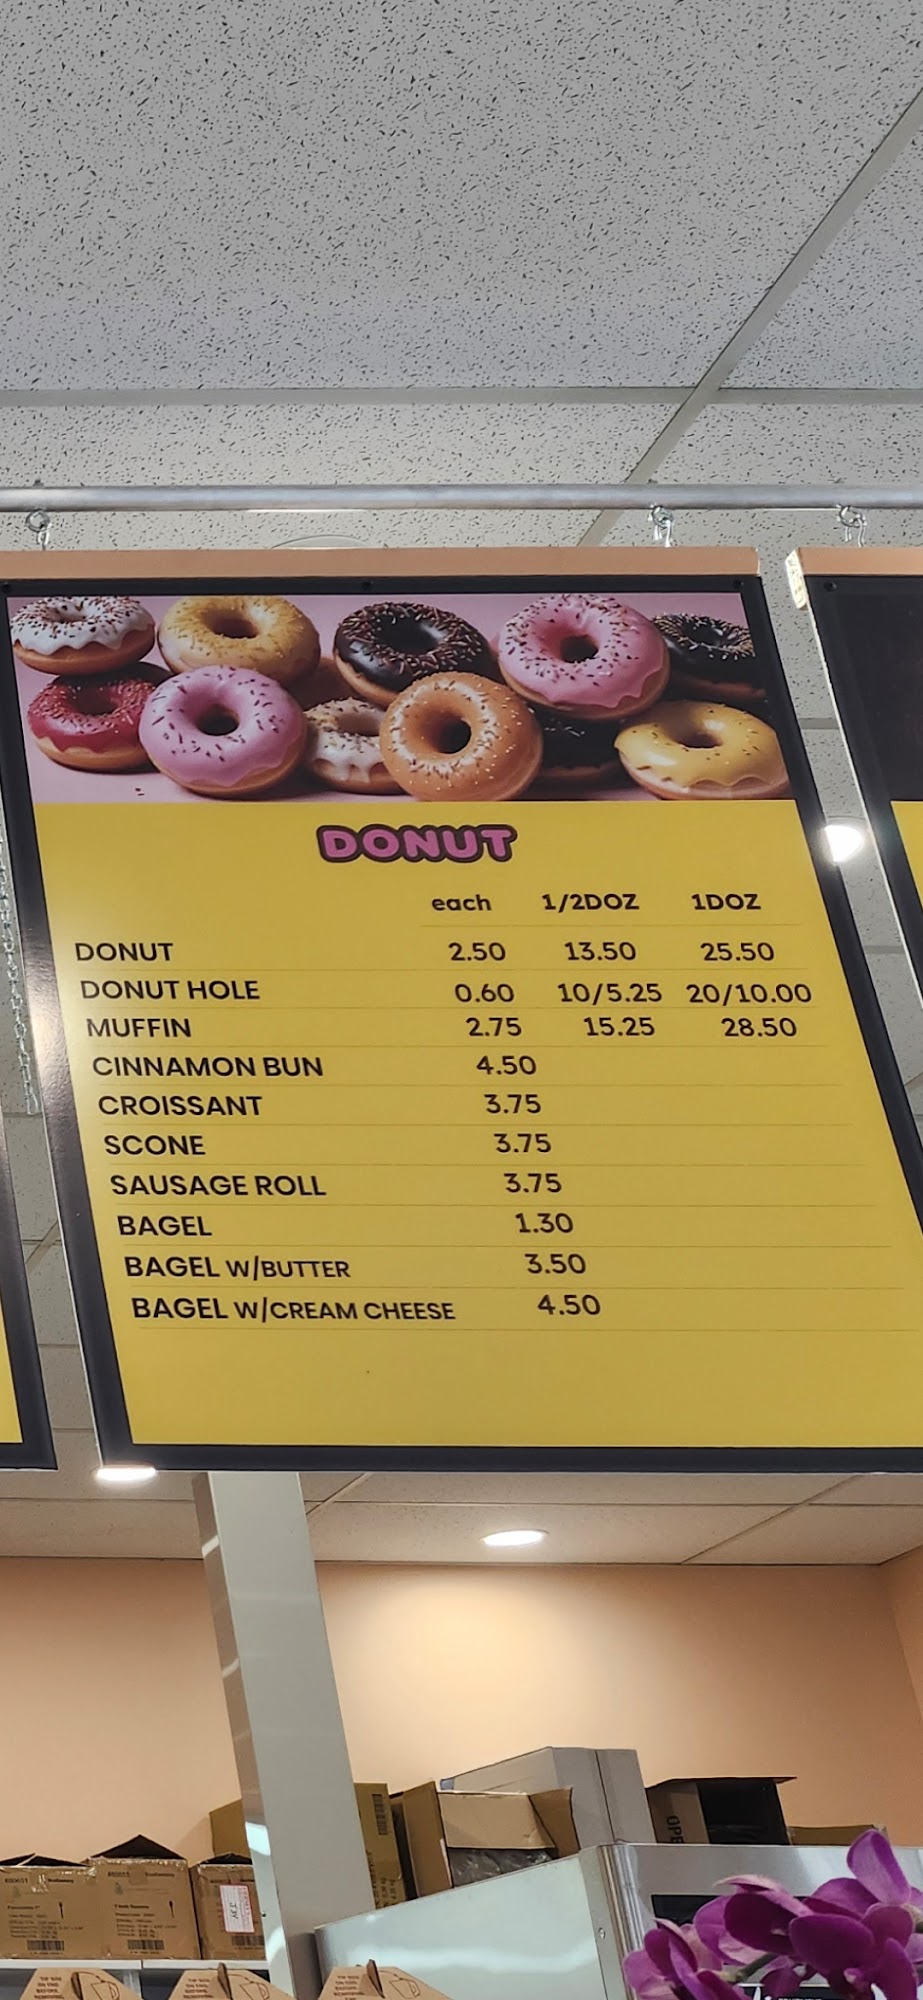 DONUT
each 1/2DOZ 1DOZ
DONUT 2.50 13.50 25.50
DONUT HOLE 0.60 10/5.25 20/10.00
MUFFIN 2.75 15.25 28.50
CINNAMON BUN 4.50
CROISSANT 3.75
SCONE 3.75
SAUSAGE ROLL 3.75
BAGEL 1.30
BAGEL W/BUTTER 3.50
BAGEL W/CREAM CHEESE 4.50